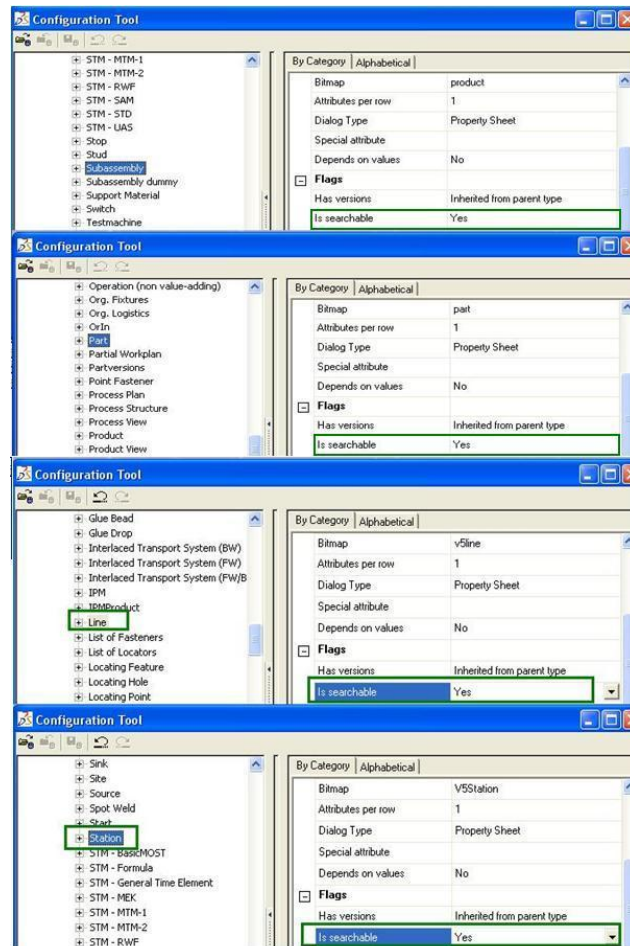 Configuration Tool
STM - MTM-1
STM - MTM-2
STM - RWF
STM - SAM
STM - STD
STM - UAS
Stop
Stud
Subassembly
Subassembly dummy
Support Material
Switch
Testmachine
By Category Alphabetical
Bitmap product
Attributes per row 1
Dialog Type Property Sheet
Special attribute
Depends on values No
Flags
Has versions Inherited from parent type
Is searchable Yes
Configuration Tool
Operation (non value-adding)
Org. Fixtures
Org. Logistics
OrIn
Part
Partial Workplan
Partversions
Point Fastener
Process Plan
Process Structure
Process View
Product
Product View
By Category Alphabetical
Bitmap part
Attributes per row 1
Dialog Type Property Sheet
Special attribute
Depends on values No
Flags
Has versions Inherited from parent type
Is searchable Yes
Configuration Tool
Glue Bead
Glue Drop
Interlaced Transport System (BW)
Interlaced Transport System (FW)
Interlaced Transport System (FW/B
IPM
IPMProduct
Line
List of Fasteners
List of Locators
Locating Feature
Locating Hole
Locating Point
By Category Alphabetical
Bitmap v5line
Attributes per row 1
Dialog Type Property Sheet
Special attribute
Depends on values No
Flags
Has versions Inherited from parent type
Is searchable Yes
Configuration Tool
Sink
Site
Source
Spot Weld
Start
Station
STM - BasicMOST
STM - Formula
STM - General Time Element
STM - MEK
STM - MTM-1
STM - MTM-2
STM - RWF
By Category Alphabetical
Bitmap V5Station
Attributes per row 1
Dialog Type Property Sheet
Special attribute
Depends on values No
Flags
Has versions Inherited from parent type
Is searchable Yes